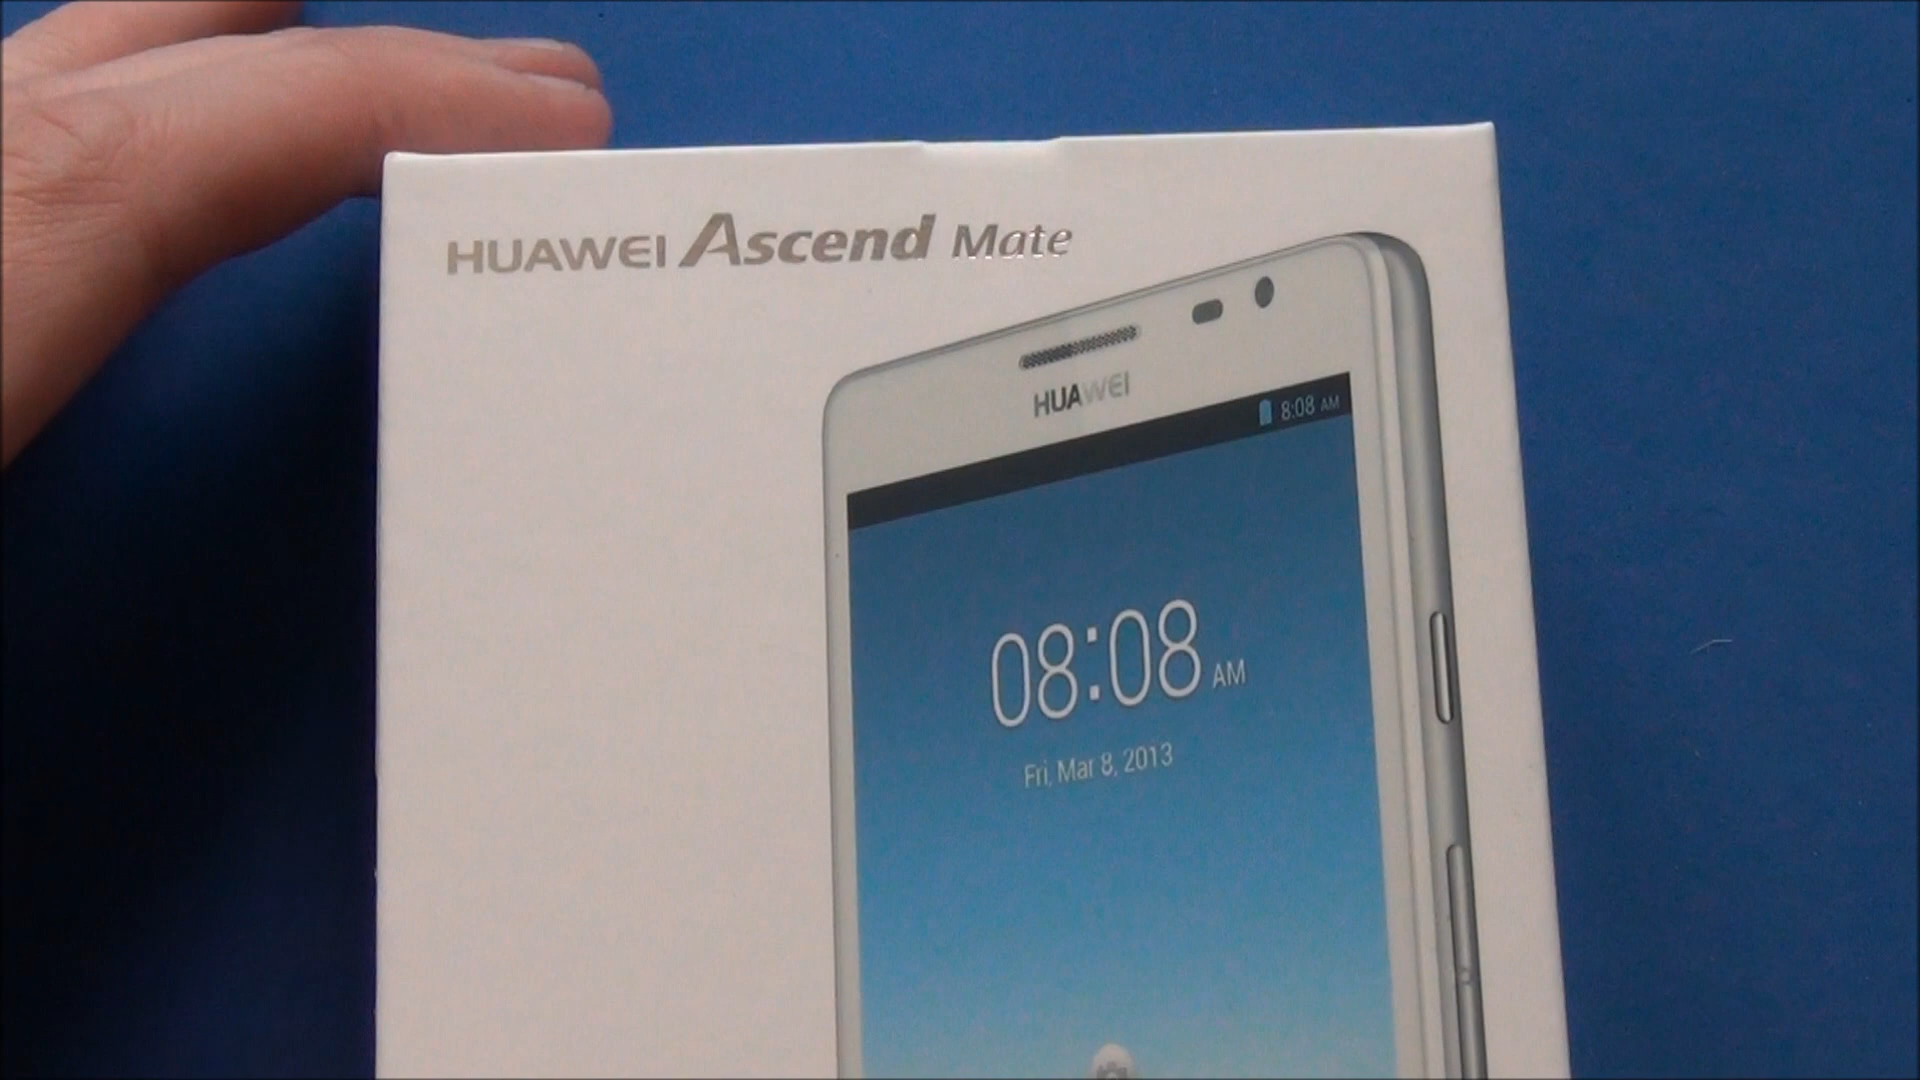 HUAWEI Ascend Mate
HUAWEI
8:08 AM
08:08 AM
Fri, Mar 8, 2013